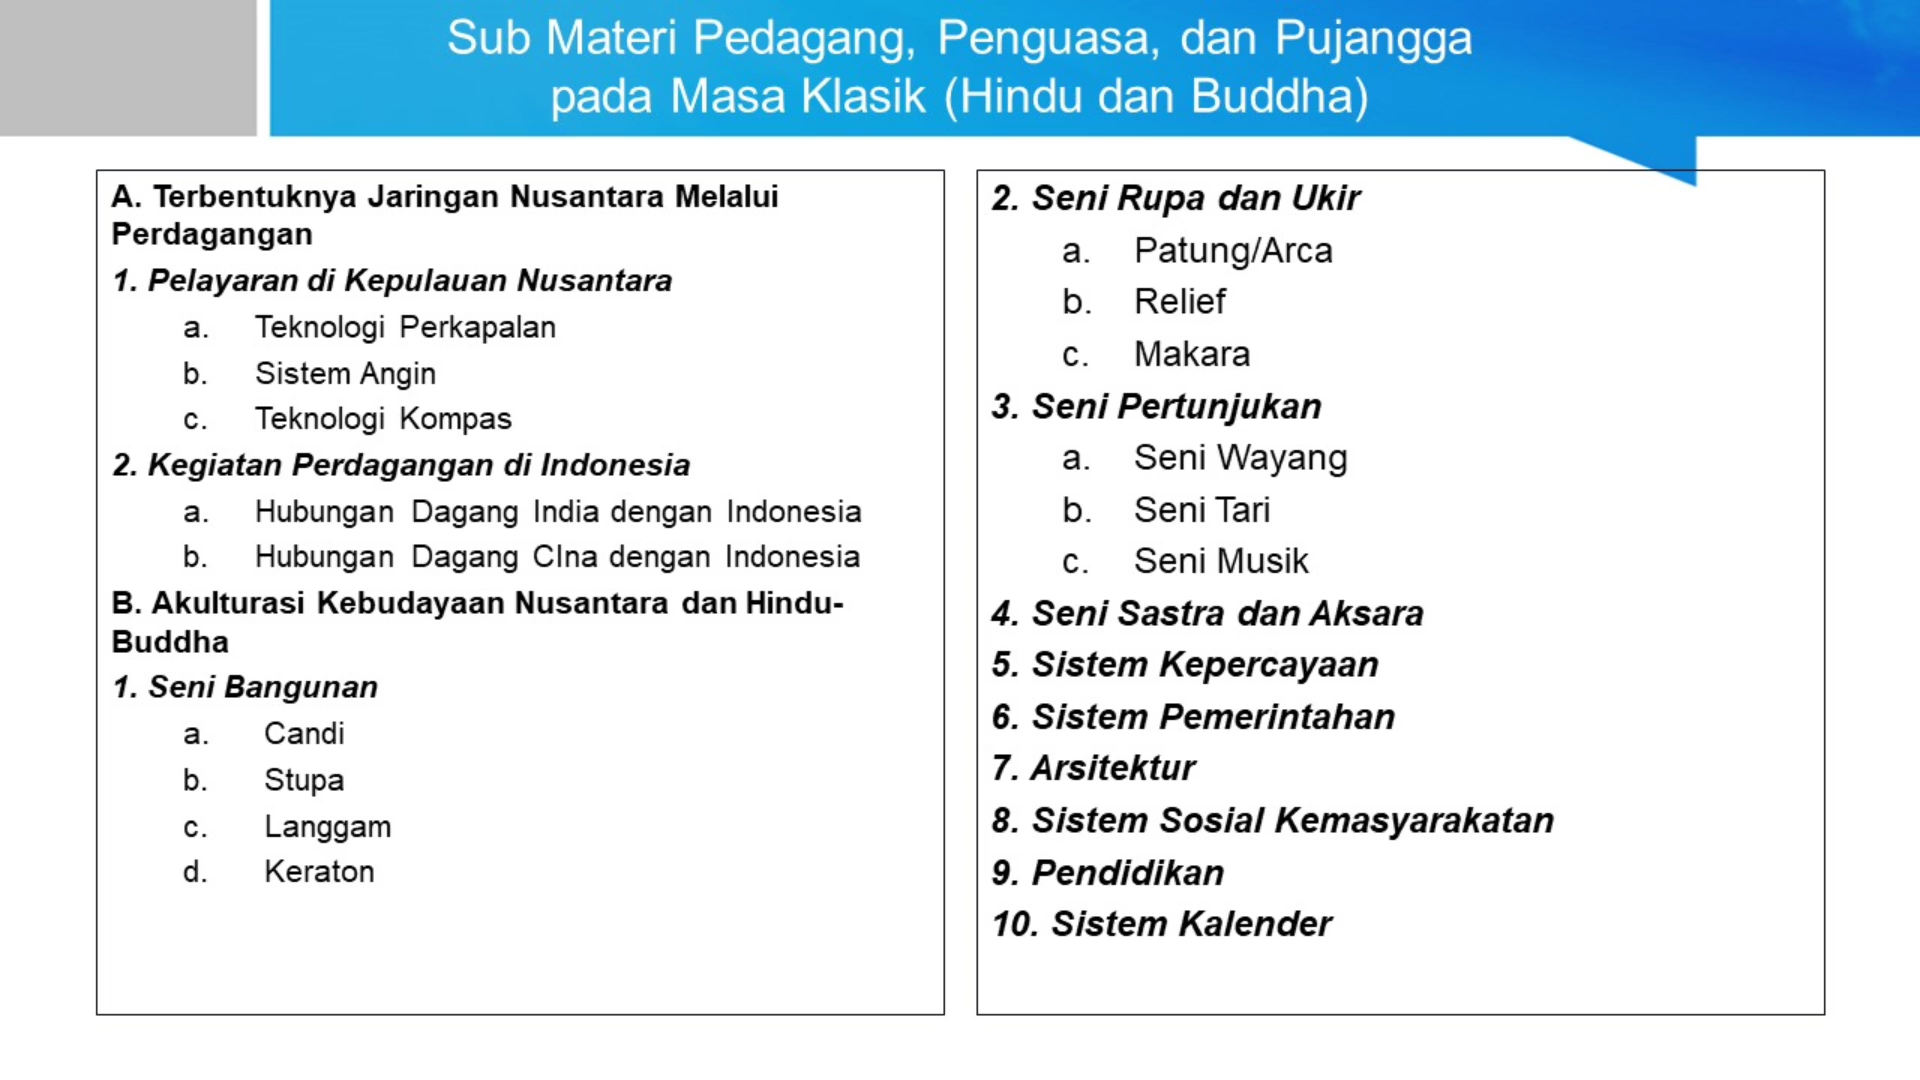 Sub Materi Pedagang, Penguasa, dan Pujangga
pada Masa Klasik (Hindu dan Buddha)
A. Terbentuknya Jaringan Nusantara Melalui
Perdagangan
1. Pelayaran di Kepulauan Nusantara
a. Teknologi Perkapalan
b. Sistem Angin
c. Teknologi Kompas
2. Kegiatan Perdagangan di Indonesia
a. Hubungan Dagang India dengan Indonesia
b. Hubungan Dagang CIna dengan Indonesia
B. Akulturasi Kebudayaan Nusantara dan Hindu-
Buddha
1. Seni Bangunan
a. Candi
b. Stupa
c. Langgam
d. Keraton
2. Seni Rupa dan Ukir
a. Patung/Arca
b. Relief
c. Makara
3. Seni Pertunjukan
a. Seni Wayang
b. Seni Tari
c. Seni Musik
4. Seni Sastra dan Aksara
5. Sistem Kepercayaan
6. Sistem Pemerintahan
7. Arsitektur
8. Sistem Sosial Kemasyarakatan
9. Pendidikan
10. Sistem Kalender